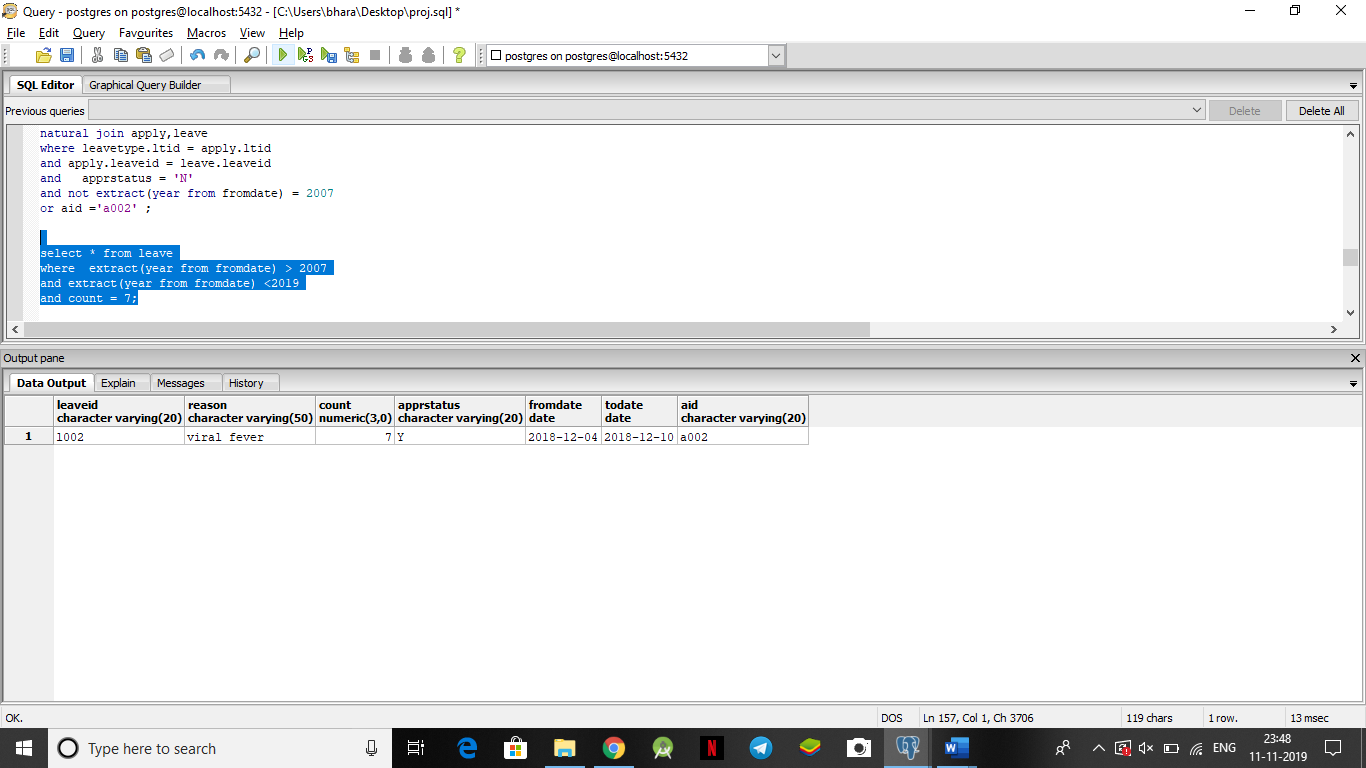 Query - postgres on postgres@localhost:5432 - [C:\Users\bhara\Desktop\proj.sql] *
File Edit Query Favourites Macros View Help
postgres on postgres@localhost:5432
SQL Editor Graphical Query Builder
Previous queries Delete Delete All
natural join apply,leave
where leavetype.ltid = apply.ltid
and apply.leaveid = leave.leaveid
and   apprstatus = 'N'
and not extract(year from fromdate) = 2007
or aid ='a002' ;
select * from leave
where  extract(year from fromdate) > 2007
and extract(year from fromdate) <2019
and count = 7;
Output pane
Data Output Explain Messages History
leaveid reason count apprstatus fromdate todate aid
character varying(20) character varying(50) numeric(3,0) character varying(20) date date character varying(20)
1 l002 viral fever 7 Y 2018-12-04 2018-12-10 a002
OK. DOS Ln 157, Col 1, Ch 3706 119 chars 1 row. 13 msec
Type here to search ENG 23:48
11-11-2019